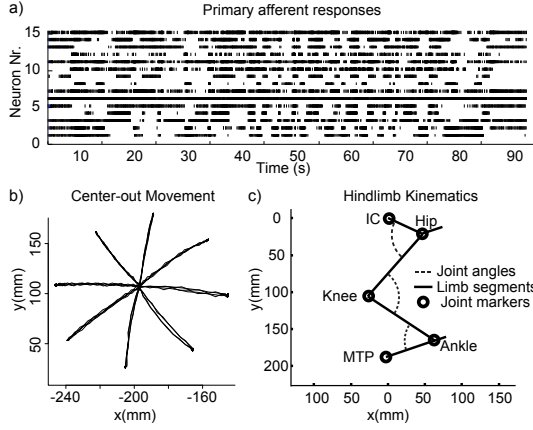 a) Primary afferent responses
Neuron Nr.
15
10
5
0
10 20 30 40 50 60 70 80 90
Time (s)
b) Center-out Movement
y(mm)
150
100
50
-240 -200 -160
x(mm)
c) Hindlimb Kinematics
y(mm)
0
50
100
150
200
IC
Hip
Knee
Ankle
MTP
Joint angles
Limb segments
Joint markers
100 50 0 50 100
x(mm)